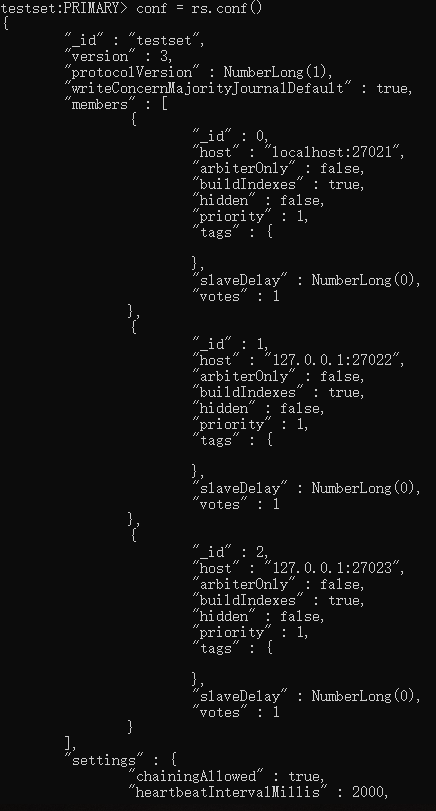 testset:PRIMARY> conf = rs.conf()
{
"_id" : "testset",
"version" : 3,
"protocolVersion" : NumberLong(1),
"writeConcernMajorityJournalDefault" : true,
"members" : [
{
"_id" : 0,
"host" : "localhost:27021",
"arbiterOnly" : false,
"buildIndexes" : true,
"hidden" : false,
"priority" : 1,
"tags" : {
},
"slaveDelay" : NumberLong(0),
"votes" : 1
},
{
"_id" : 1,
"host" : "127.0.0.1:27022",
"arbiterOnly" : false,
"buildIndexes" : true,
"hidden" : false,
"priority" : 1,
"tags" : {
},
"slaveDelay" : NumberLong(0),
"votes" : 1
},
{
"_id" : 2,
"host" : "127.0.0.1:27023",
"arbiterOnly" : false,
"buildIndexes" : true,
"hidden" : false,
"priority" : 1,
"tags" : {
},
"slaveDelay" : NumberLong(0),
"votes" : 1
}
],
"settings" : {
"chainingAllowed" : true,
"heartbeatIntervalMillis" : 2000,